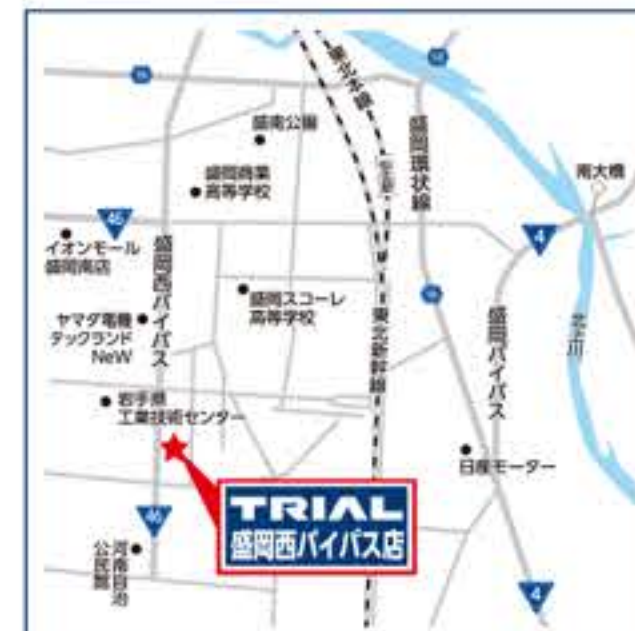 東北本線
盛南公園
盛岡商業
高等学校
盛岡環状線
南大橋
46
4
イオンモール
盛岡南店
盛岡西バイパス
盛岡スコーレ
高等学校
ヤマダ電機
テックランド
NeW
東北新幹線
盛岡バイパス
北上川
岩手県
工業技術センター
日産モーター
TRIAL
盛岡西バイパス店
46
河南自治
公民館
4